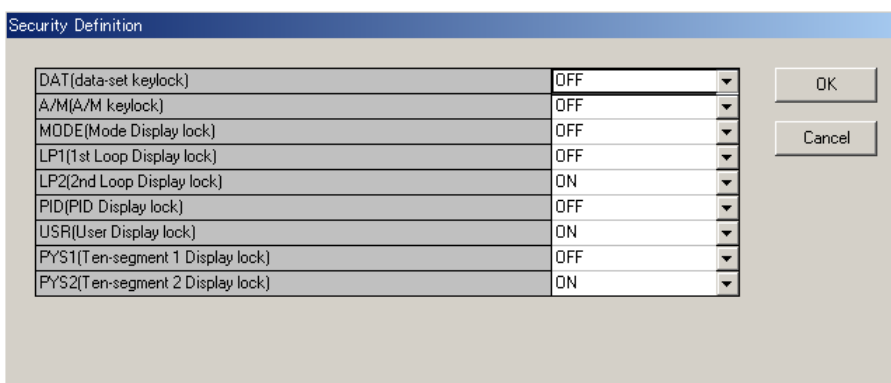 Security Definition
DAT(data-set keylock) OFF
OK
A/M(A/M keylock) OFF
MODE(Mode Display lock) OFF
Cancel
LP1(1st Loop Display lock) OFF
LP2(2nd Loop Display lock) ON
PID(PID Display lock) OFF
USR(User Display lock) ON
PYS1(Ten-segment 1 Display lock) OFF
PYS2(Ten-segment 2 Display lock) ON